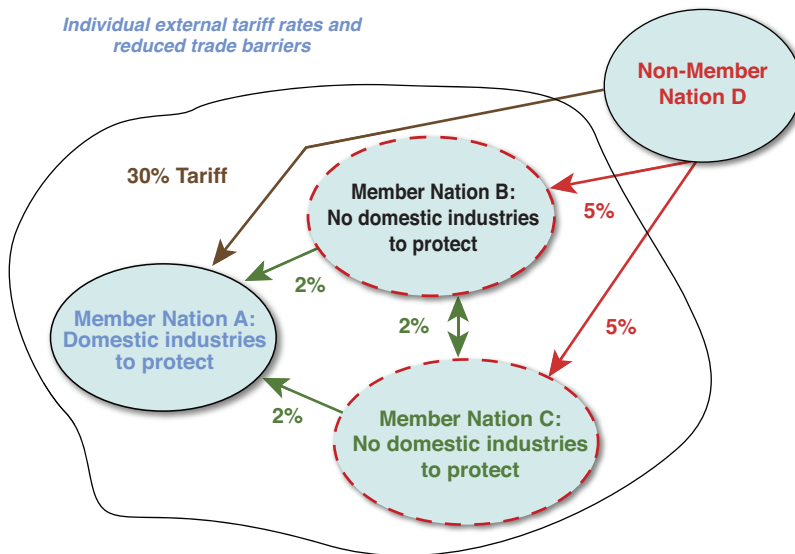 Individual external tariff rates and
reduced trade barriers
Non-Member
Nation D
30% Tariff
Member Nation B:
No domestic industries
to protect
5%
2%
Member Nation A:
Domestic industries
to protect
2%
5%
2%
Member Nation C:
No domestic industries
to protect